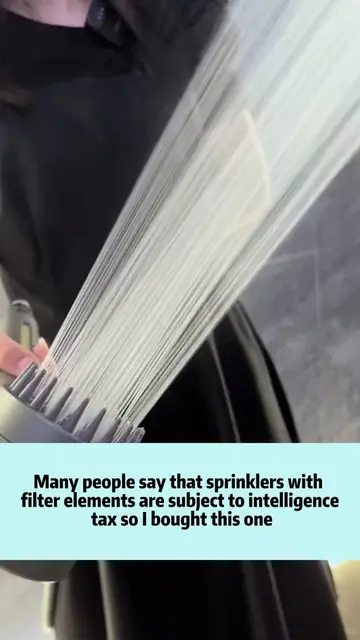 Many people say that sprinklers with
filter elements are subject to intelligence
tax so I bought this one